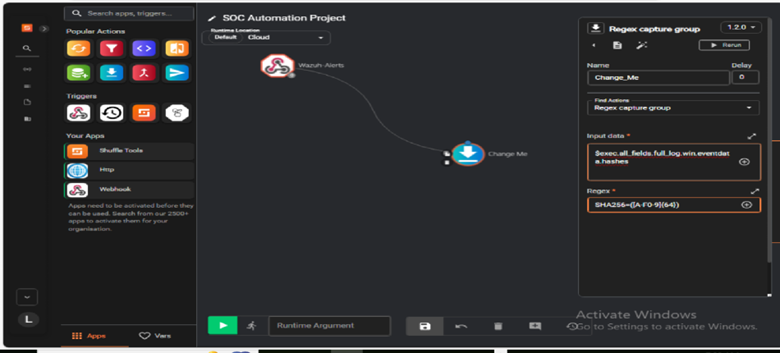 Search apps, triggers...
Popular Actions
Triggers
Your Apps
Shuffle Tools
Http
Webhook
Apps need to be activated before they
can be used. Search from our 2500+
apps to activate them for your
organisation.
L
Apps
Vars
SOC Automation Project
Runtime Location
Default Cloud
Wazuh-Alerts
Change Me
Runtime Argument
Regex capture group
1.2.0
Rerun
Name
Delay
Change_Me
0
Find Actions
Regex capture group
Input data *
$exec.all_fields.full_log.win.eventdat
a.hashes
Regex *
SHA256=([A-F0-9]{64})
Activate Windows
Go to Settings to activate Windows.